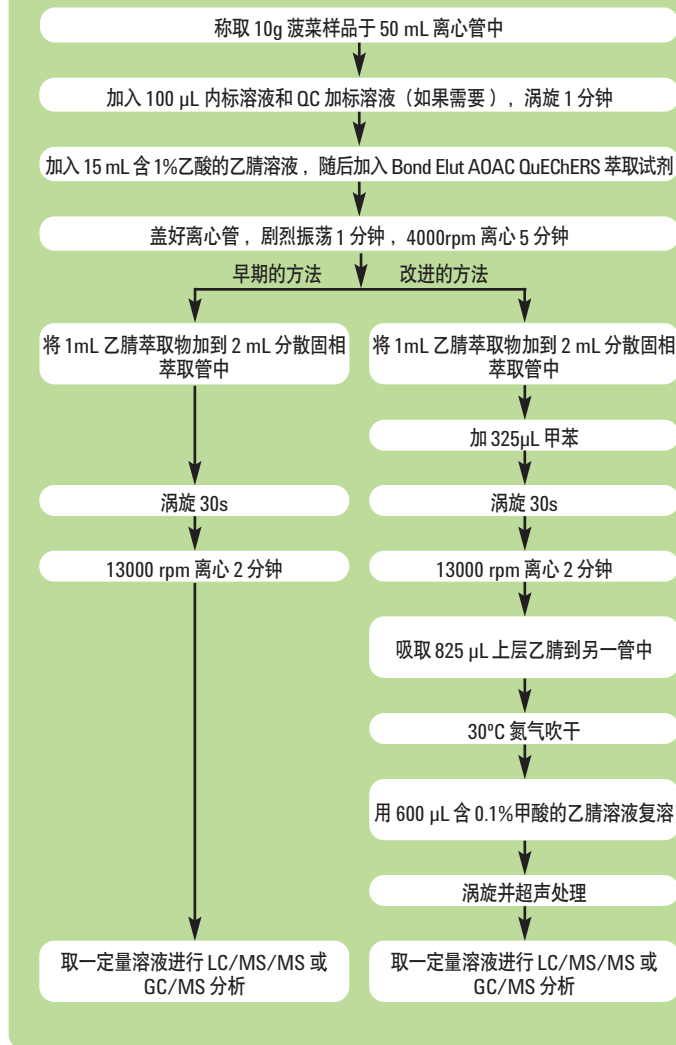 称取 10g 菠菜样品于 50 mL 离心管中
加入 100 µL 内标溶液和 QC 加标溶液（如果需要），涡旋 1 分钟
加入 15 mL 含 1%乙酸的乙腈溶液，随后加入 Bond Elut AOAC QuEChERS 萃取试剂
盖好离心管，剧烈振荡 1 分钟，4000rpm 离心 5 分钟
早期的方法
改进的方法
将 1mL 乙腈萃取物加到 2 mL 分散固相
萃取管中
涡旋 30s
13000 rpm 离心 2 分钟
取一定量溶液进行 LC/MS/MS 或
GC/MS 分析
将 1mL 乙腈萃取物加到 2 mL 分散固相
萃取管中
加 325µL 甲苯
涡旋 30s
13000 rpm 离心 2 分钟
吸取 825 µL 上层乙腈到另一管中
30ºC 氮气吹干
用 600 µL 含 0.1%甲酸的乙腈溶液复溶
涡旋并超声处理
取一定量溶液进行 LC/MS/MS 或
GC/MS 分析